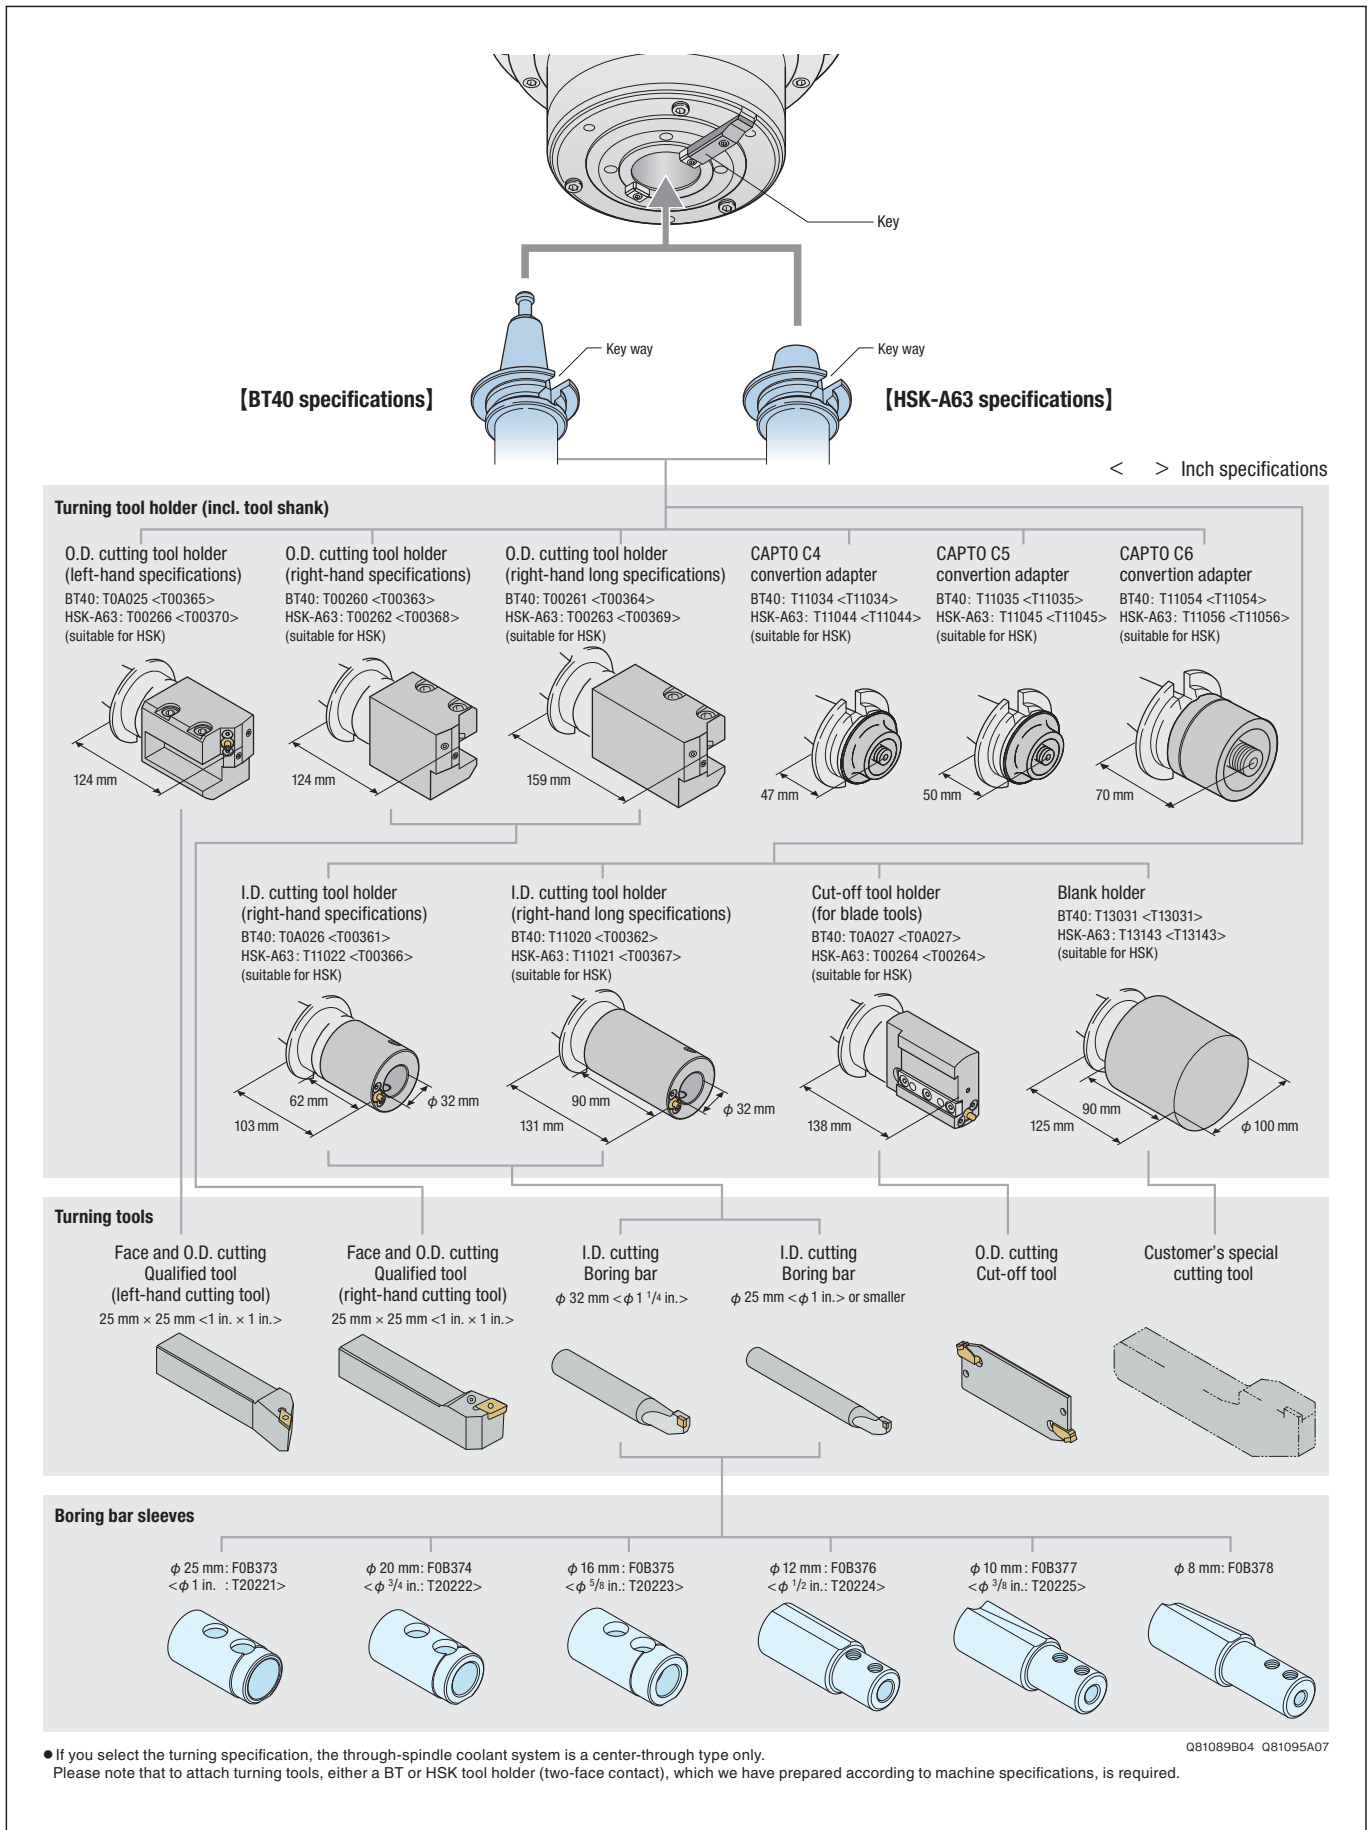 Key
Key way
Key way
【BT40 specifications】
【HSK-A63 specifications】
< > Inch specifications
Turning tool holder (incl. tool shank)
O.D. cutting tool holder
(left-hand specifications)
BT40: T0A025 <T00365>
HSK-A63: T00266 <T00370>
(suitable for HSK)
124 mm
O.D. cutting tool holder
(right-hand specifications)
BT40: T00260 <T00363>
HSK-A63: T00262 <T00368>
(suitable for HSK)
124 mm
O.D. cutting tool holder
(right-hand long specifications)
BT40: T00261 <T00364>
HSK-A63: T00263 <T00369>
(suitable for HSK)
159 mm
CAPTO C4
convertion adapter
BT40: T11034 <T11034>
HSK-A63: T11044 <T11044>
(suitable for HSK)
47 mm
CAPTO C5
convertion adapter
BT40: T11035 <T11035>
HSK-A63: T11045 <T11045>
(suitable for HSK)
50 mm
CAPTO C6
convertion adapter
BT40: T11054 <T11054>
HSK-A63: T11056 <T11056>
(suitable for HSK)
70 mm
I.D. cutting tool holder
(right-hand specifications)
BT40: T0A026 <T00361>
HSK-A63: T11022 <T00366>
(suitable for HSK)
62 mm
φ 32 mm
103 mm
I.D. cutting tool holder
(right-hand long specifications)
BT40: T11020 <T00362>
HSK-A63: T11021 <T00367>
(suitable for HSK)
90 mm
φ 32 mm
131 mm
Cut-off tool holder
(for blade tools)
BT40: T0A027 <T0A027>
HSK-A63: T00264 <T00264>
(suitable for HSK)
138 mm
Blank holder
BT40: T13031 <T13031>
HSK-A63: T13143 <T13143>
(suitable for HSK)
90 mm
125 mm
φ 100 mm
Turning tools
Face and O.D. cutting
Qualified tool
(left-hand cutting tool)
25 mm × 25 mm <1 in. × 1 in.>
Face and O.D. cutting
Qualified tool
(right-hand cutting tool)
25 mm × 25 mm <1 in. × 1 in.>
I.D. cutting
Boring bar
φ 32 mm <φ 1 1/4 in.>
I.D. cutting
Boring bar
φ 25 mm <φ 1 in.> or smaller
O.D. cutting
Cut-off tool
Customer's special
cutting tool
Boring bar sleeves
φ 25 mm: F0B373
<φ 1 in. : T20221>
φ 20 mm: F0B374
<φ 3/4 in.: T20222>
φ 16 mm: F0B375
<φ 5/8 in.: T20223>
φ 12 mm: F0B376
<φ 1/2 in.: T20224>
φ 10 mm: F0B377
<φ 3/8 in.: T20225>
φ 8 mm: F0B378
Q81089B04 Q81095A07
● If you select the turning specification, the through-spindle coolant system is a center-through type only.
Please note that to attach turning tools, either a BT or HSK tool holder (two-face contact), which we have prepared according to machine specifications, is required.